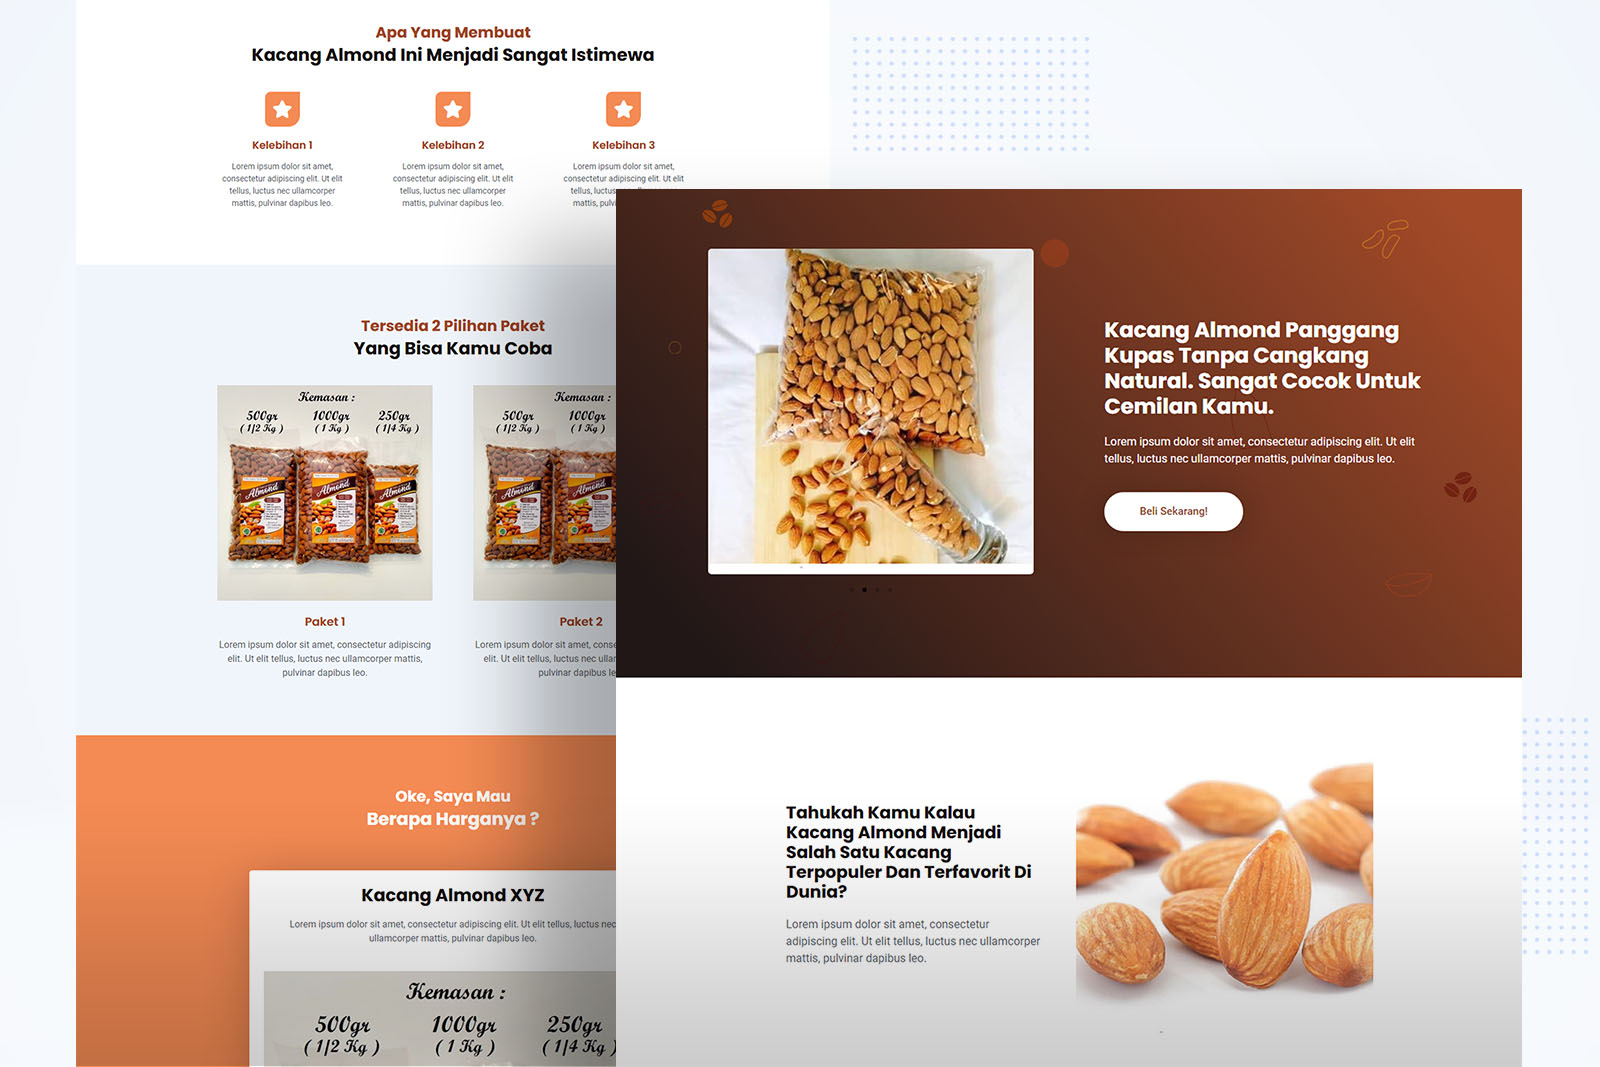 Apa Yang Membuat
Kacang Almond Ini Menjadi Sangat Istimewa
Kelebihan 1
Lorem ipsum dolor sit amet,
consectetur adipiscing elit. Ut elit
tellus, luctus nec ullamcorper
mattis, pulvinar dapibus leo.
Kelebihan 2
Lorem ipsum dolor sit amet,
consectetur adipiscing elit. Ut elit
tellus, luctus nec ullamcorper
mattis, pulvinar dapibus leo.
Kelebihan 3
Lorem ipsum dolor sit amet,
consectetur adipiscing elit. Ut elit
tellus, luctus
mattis, pulvin
Tersedia 2 Pilihan Paket
Yang Bisa Kamu Coba
Kemasan :
500gr 1000gr 250gr
( 1/2 Kg ) ( 1 Kg ) ( 1/4 Kg )
Almond Almond Almond
Paket 1
Lorem ipsum dolor sit amet, consectetur adipiscing
elit. Ut elit tellus, luctus nec ullamcorper mattis,
pulvinar dapibus leo.
Kemasan :
500gr 1000gr
( 1/2 Kg ) ( 1 Kg )
Almond Almond
Paket 2
Lorem ipsum dolor sit amet, conse
elit. Ut elit tellus, luctus nec ullam
pulvinar dapibus le
Oke, Saya Mau
Berapa Harganya ?
Kacang Almond XYZ
Lorem ipsum dolor sit amet, consectetur adipiscing elit. Ut elit tellus, luctus nec
ullamcorper mattis, pulvinar dapibus leo.
Kemasan :
500gr 1000gr 250gr
( 1/2 Kg ) ( 1 Kg ) ( 1/4 Kg )
Kacang Almond Panggang
Kupas Tanpa Cangkang
Natural. Sangat Cocok Untuk
Cemilan Kamu.
Lorem ipsum dolor sit amet, consectetur adipiscing elit. Ut elit
tellus, luctus nec ullamcorper mattis, pulvinar dapibus leo.
Beli Sekarang!
Tahukah Kamu Kalau
Kacang Almond Menjadi
Salah Satu Kacang
Terpopuler Dan Terfavorit Di
Dunia?
Lorem ipsum dolor sit amet, consectetur
adipiscing elit. Ut elit tellus, luctus nec ullamcorper
mattis, pulvinar dapibus leo.